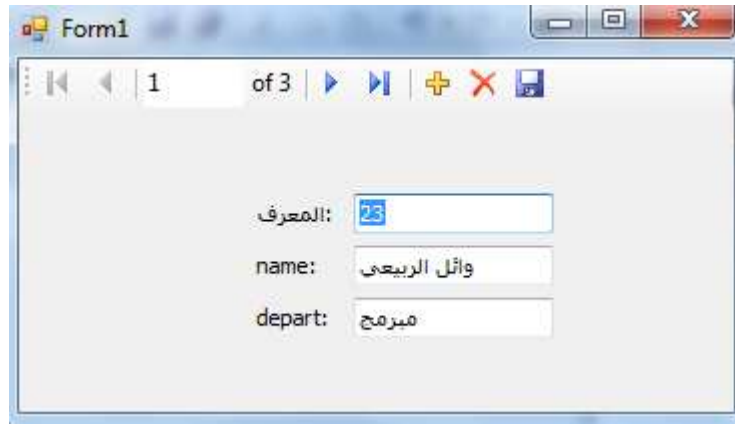 Form1
1 of 3
المعرف: 23
name: وائل الربيعي
depart: مبرمج